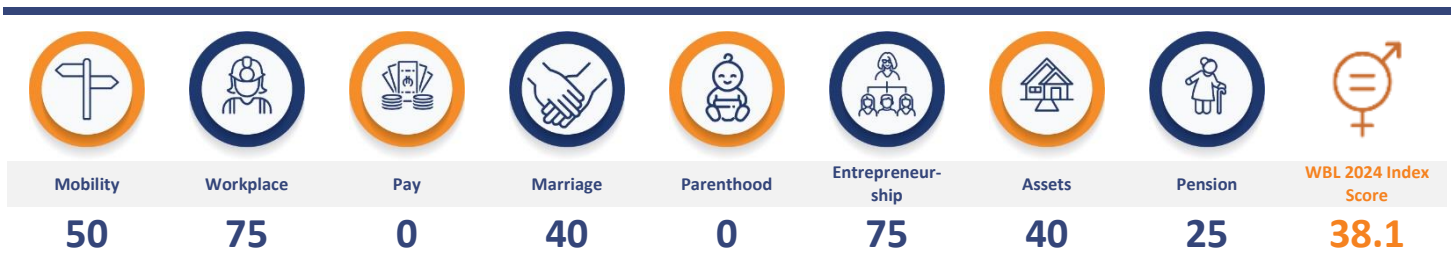 Mobility
Workplace
Pay
Marriage
Parenthood
Entrepreneur-
ship
Assets
Pension
WBL 2024 Index
Score
50
75
0
40
0
75
40
25
38.1